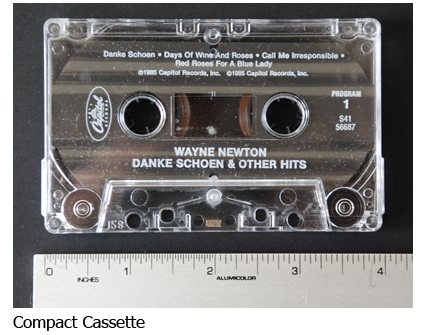 Danke Schoen • Days Of Wine And Roses • Call Me Irresponsible •
Red Roses For A Blue Lady
℗1985 Capitol Records, Inc. ©1985 Capitol Records, Inc.
Capitol
RECORDS
PROGRAM
1
S41
56687
WAYNE NEWTON
DANKE SCHOEN & OTHER HITS
0 1 2 3 4
INCHES ALUMICOLOR
Compact Cassette